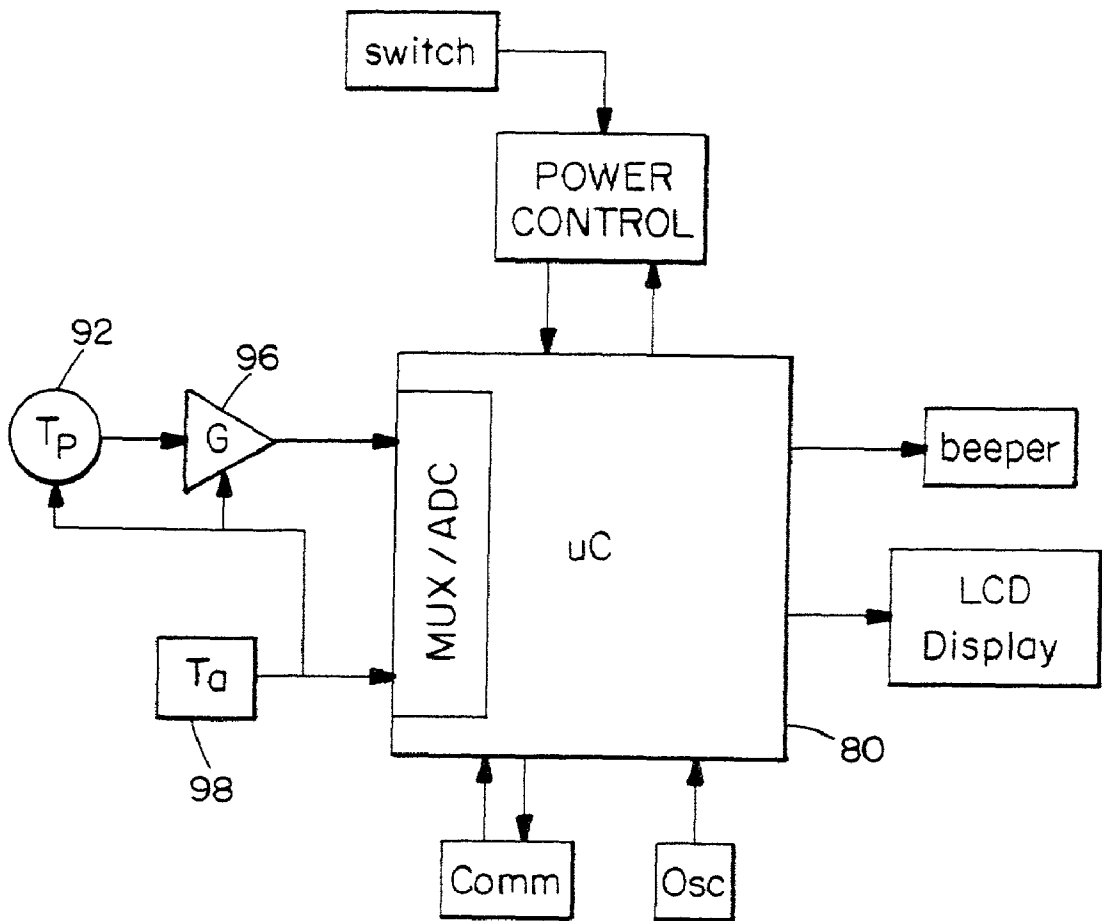 switch
POWER
CONTROL
92
96
TP
G
MUX/ADC
uC
beeper
LCD
Display
Ta
98
80
Comm
Osc